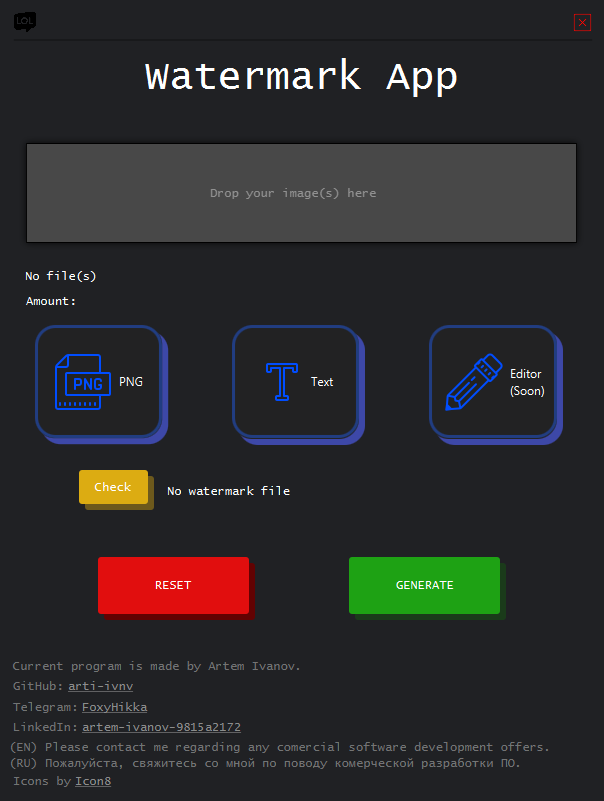 LOL
Watermark App
Drop your image(s) here
No file(s)
Amount:
PNG PNG
Text
Editor
(Soon)
Check
No watermark file
RESET
GENERATE
Current program is made by Artem Ivanov.
GitHub: arti-ivnv
Telegram: FoxyHikka
LinkedIn: artem-ivanov-9815a2172
(EN) Please contact me regarding any comercial software development offers.
(RU) Пожалуйста, свяжитесь со мной по поводу комерческой разработки ПО.
Icons by Icon8